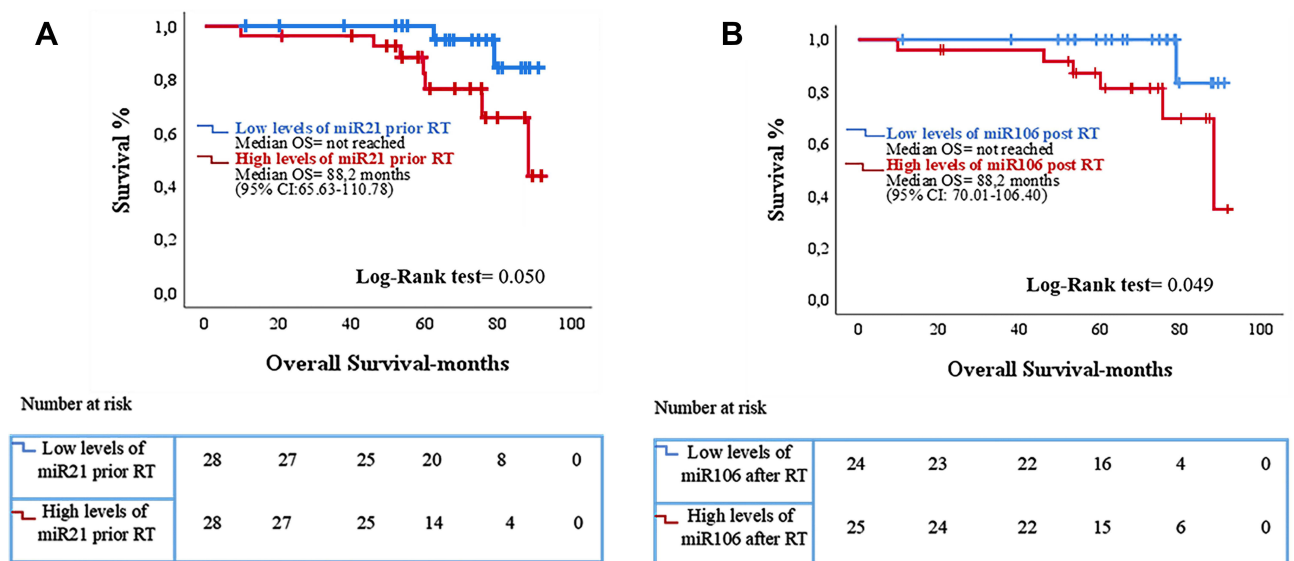 A
1,0
0,8
0,6
0,4
0,2
0,0
Survival %
Low levels of miR21 prior RT
Median OS= not reached
High levels of miR21 prior RT
Median OS= 88,2 months
(95% CI:65.63-110.78)
Log-Rank test= 0.050
0 20 40 60 80 100
Overall Survival-months
Number at risk
Low levels of
miR21 prior RT
28 27 25 20 8 0
High levels of
miR21 prior RT
28 27 25 14 4 0
B
1,0
0,8
0,6
0,4
0,2
0,0
Survival %
Low levels of miR106 post RT
Median OS= not reached
High levels of miR106 post RT
Median OS= 88,2 months
(95% CI: 70.01-106.40)
Log-Rank test= 0.049
0 20 40 60 80 100
Overall Survival-months
Number at risk
Low levels of
miR106 after RT
24 23 22 16 4 0
High levels of
miR106 after RT
25 24 22 15 6 0